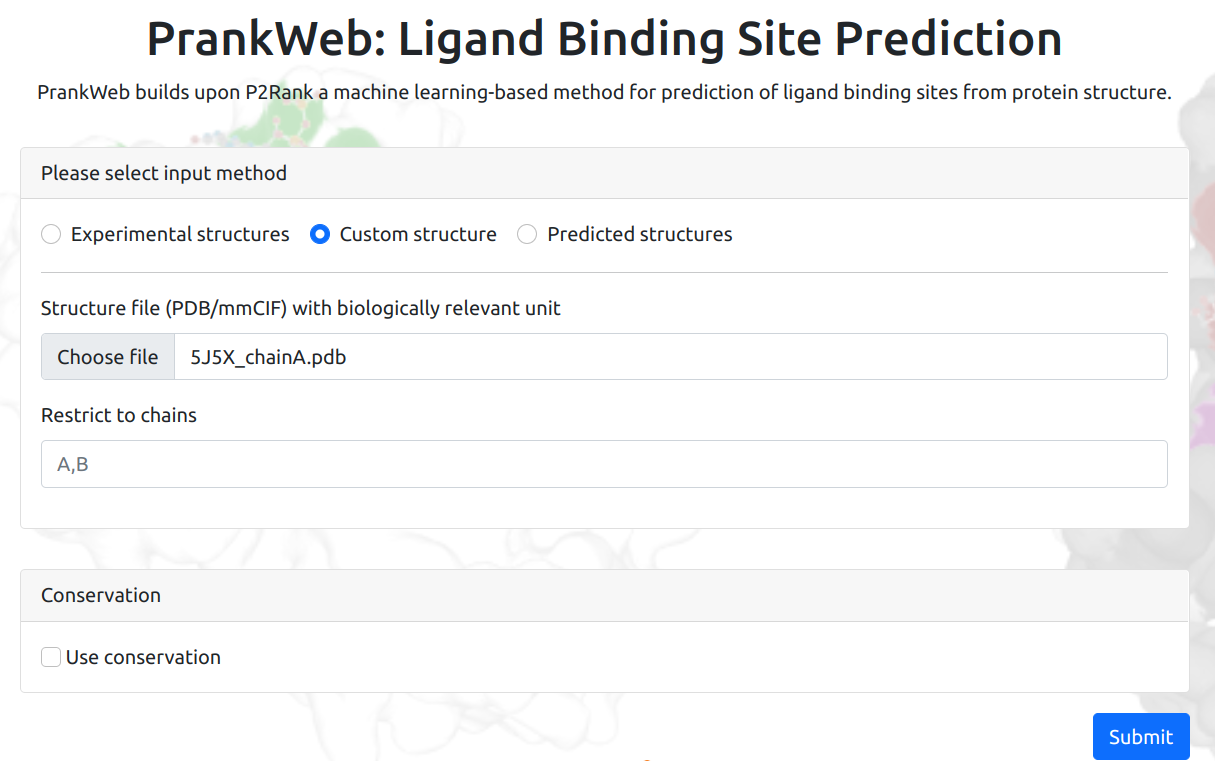 PrankWeb: Ligand Binding Site Prediction
PrankWeb builds upon P2Rank a machine learning-based method for prediction of ligand binding sites from protein structure.
Please select input method
Experimental structures Custom structure Predicted structures
Structure file (PDB/mmCIF) with biologically relevant unit
Choose file 5J5X_chainA.pdb
Restrict to chains
A,B
Conservation
Use conservation
Submit